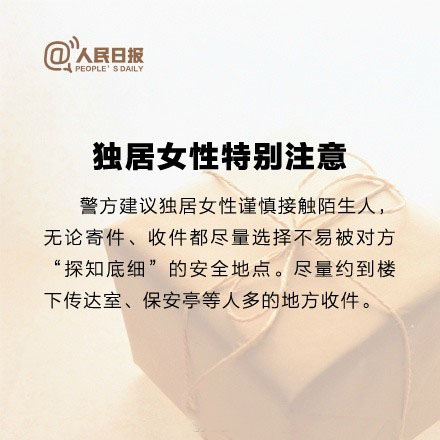 @人民日报
PEOPLE'S DAILY
独居女性特别注意
警方建议独居女性谨慎接触陌生人，
无论寄件、收件都尽量选择不易被对方
“探知底细”的安全地点。尽量约到楼
下传达室、保安亭等人多的地方收件。